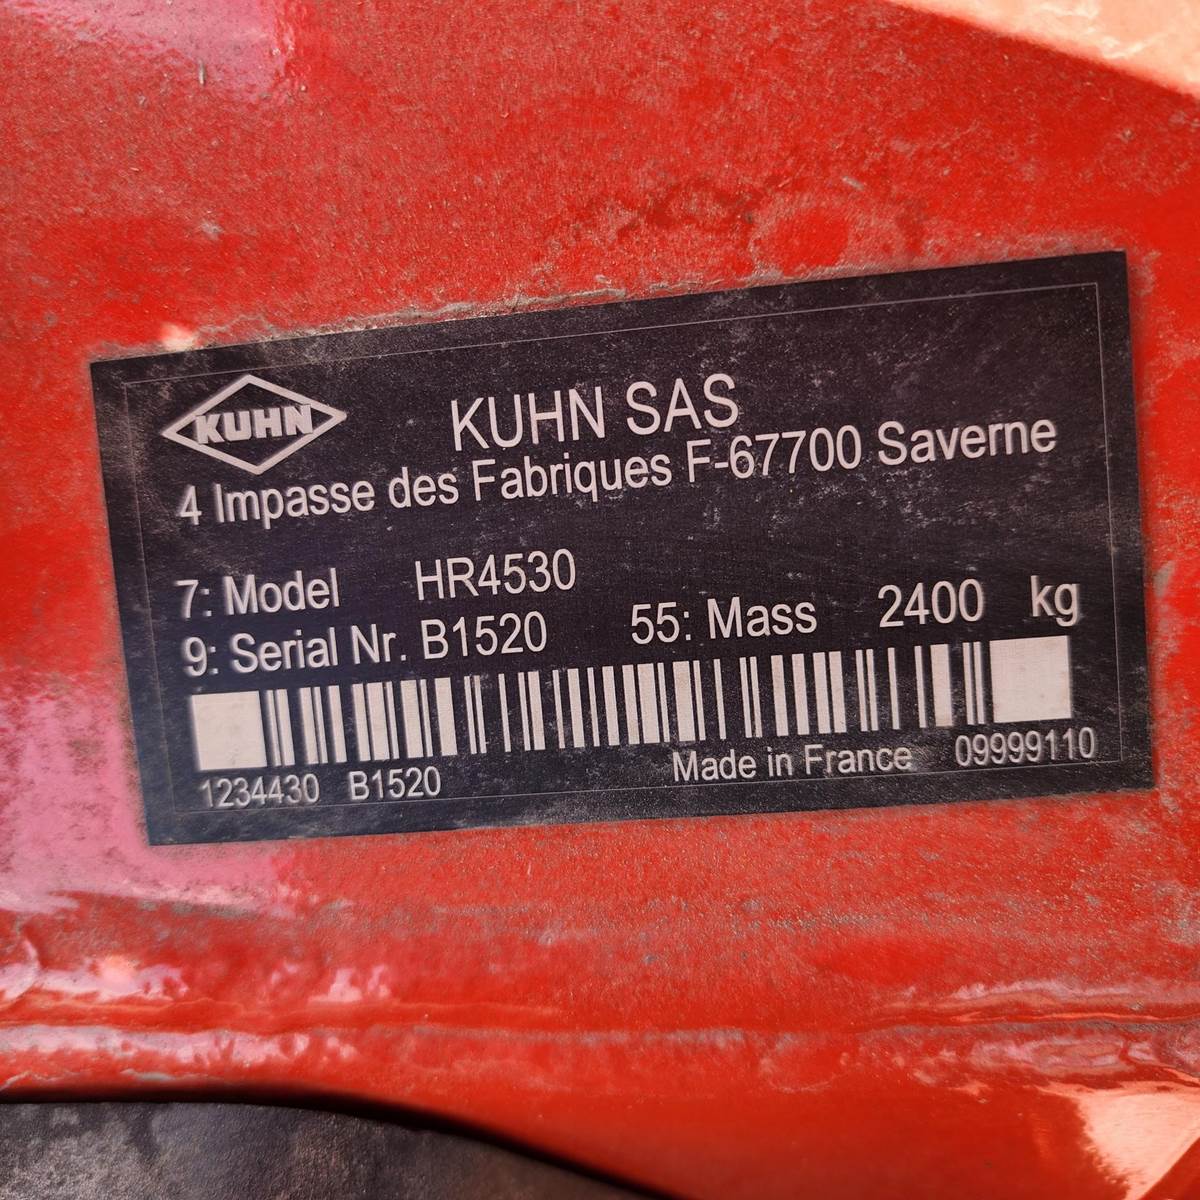 KUHN
KUHN SAS
4 Impasse des Fabriques F-67700 Saverne
7: Model HR4530
9: Serial Nr. B1520 55: Mass 2400 kg
1234430 B1520 Made in France 09999110